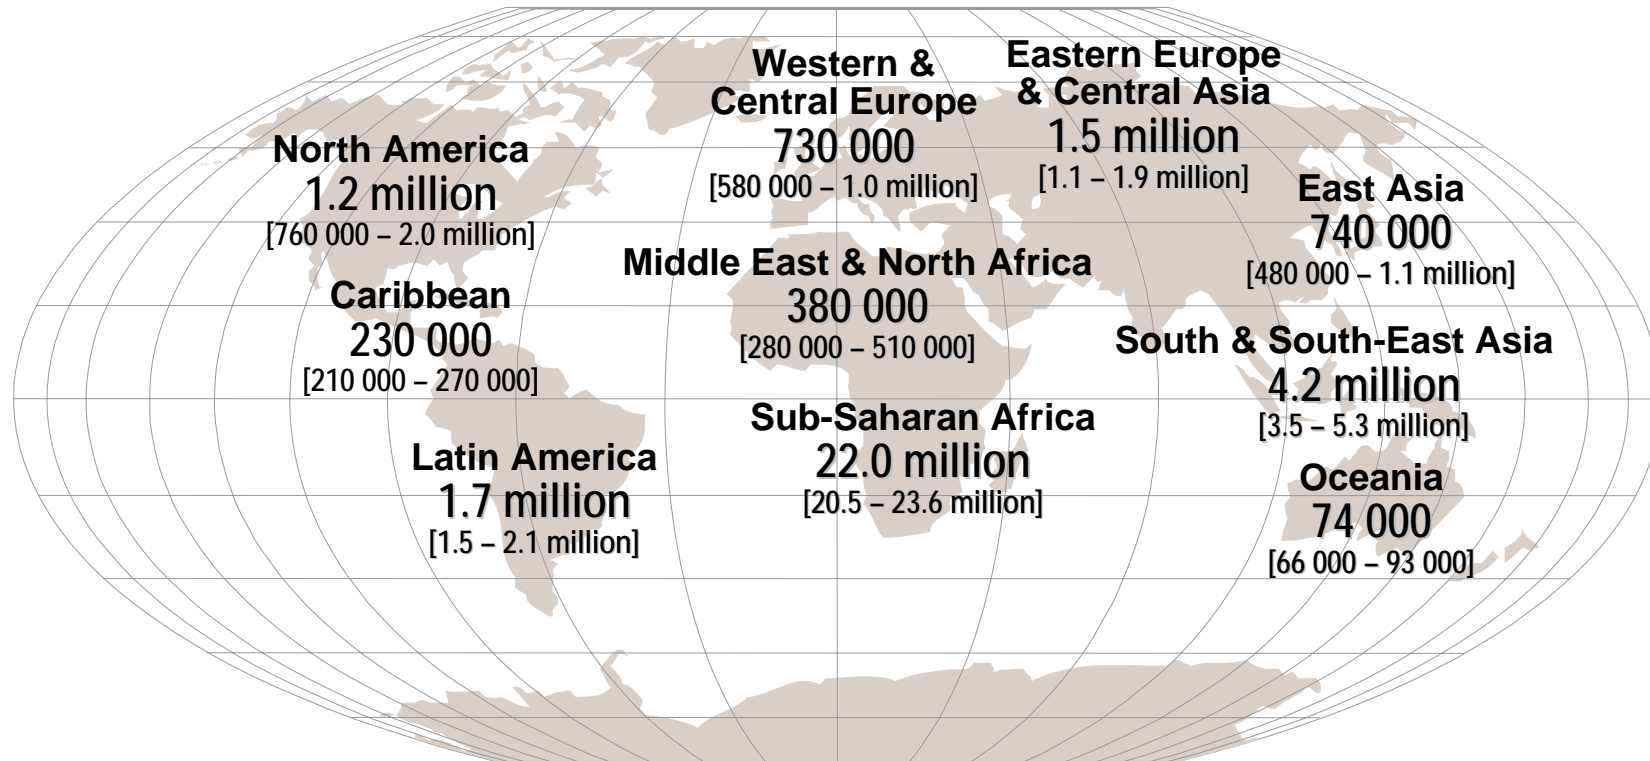 Western &
Central Europe
730 000
[580 000 – 1.0 million]
Eastern Europe
& Central Asia
1.5 million
[1.1 – 1.9 million]
North America
1.2 million
[760 000 – 2.0 million]
East Asia
740 000
[480 000 – 1.1 million]
Middle East & North Africa
380 000
[280 000 – 510 000]
Caribbean
230 000
[210 000 – 270 000]
South & South-East Asia
4.2 million
[3.5 – 5.3 million]
Sub-Saharan Africa
22.0 million
[20.5 – 23.6 million]
Latin America
1.7 million
[1.5 – 2.1 million]
Oceania
74 000
[66 000 – 93 000]